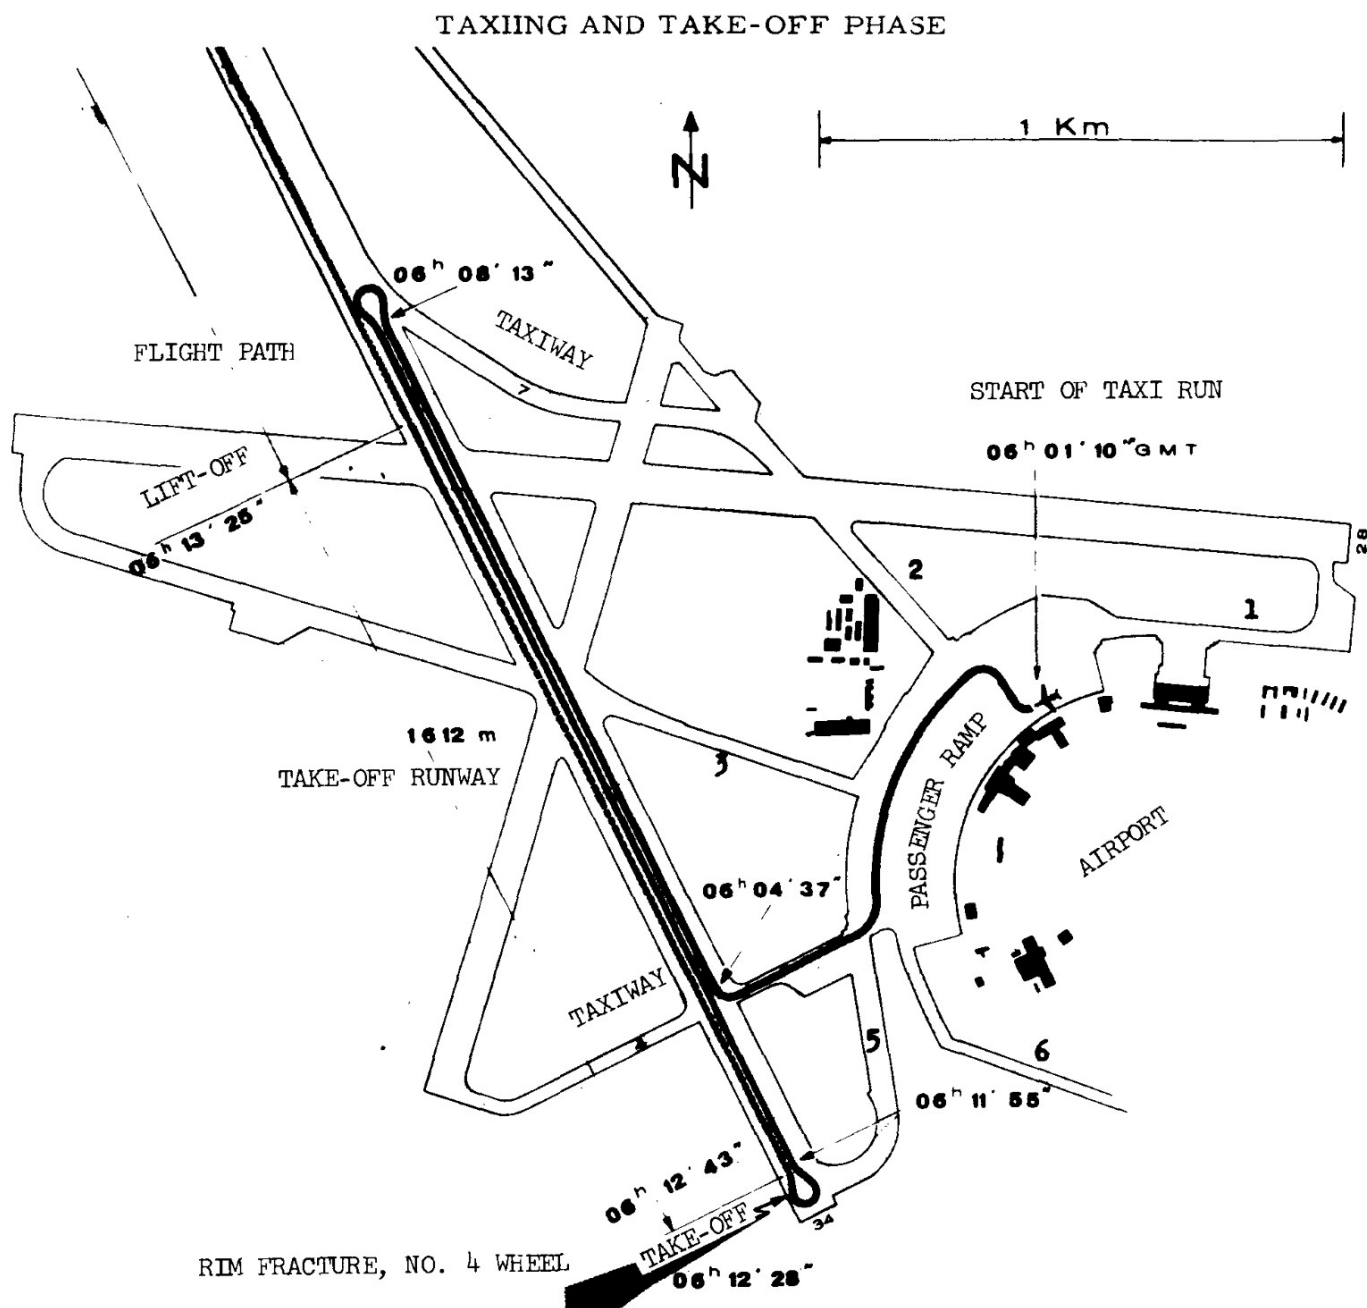 TAXIING AND TAKE-OFF PHASE
1 Km
N
06ʰ 08′ 13″
TAXIWAY
FLIGHT PATH
7
START OF TAXI RUN
06ʰ 01′ 10″ GMT
LIFT-OFF
06ʰ 13′ 25″
28
2
1
1612 m
TAKE-OFF RUNWAY
3
PASSENGER RAMP
AIRPORT
06ʰ 04′ 37″
TAXIWAY
4
5
6
06ʰ 11′ 55″
06ʰ 12′ 43″
TAKE-OFF
34
RIM FRACTURE, NO. 4 WHEEL
06ʰ 12′ 28″